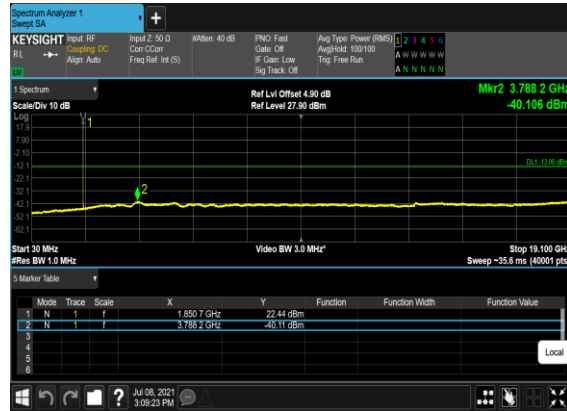 Spectrum Analyzer 1
Swept SA
+
KEYSIGHT Input: RF Input Z: 50 Ω #Atten: 40 dB PNO: Fast Avg Type: Power (RMS) 1 2 3 4 5 6
RL Coupling: DC Corr CCorr Gate: Off Avg|Hold: 100/100 A W W W W W
Align: Auto Freq Ref: Int (S) IF Gain: Low Trig: Free Run
Sig Track: Off A N N N N N
1 Spectrum Ref Lvl Offset 4.90 dB Mkr2 3.788 2 GHz
Scale/Div 10 dB Ref Level 27.90 dBm -40.106 dBm
Log
17.9 1
7.90
-2.10
-12.1 DL1 -13.00 dBm
-22.1
-32.1 2
-42.1
-52.1
-62.1
Start 30 MHz Video BW 3.0 MHz* Stop 19.100 GHz
#Res BW 1.0 MHz Sweep ~35.6 ms (40001 pts)
5 Marker Table
Mode Trace Scale X Y Function Function Width Function Value
1 N 1 f 1.850 7 GHz 22.44 dBm
2 N 1 f 3.788 2 GHz -40.11 dBm
3
4
5
6
Local
? Jul 08, 2021
3:09:23 PM